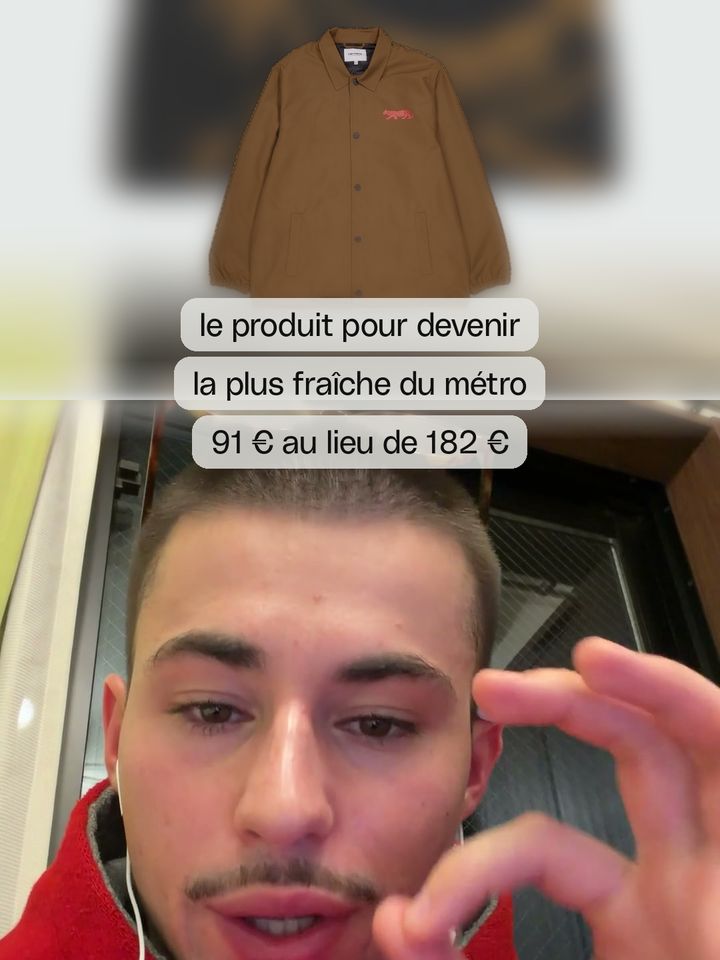 le produit pour devenir
la plus fraîche du métro
91 € au lieu de 182 €